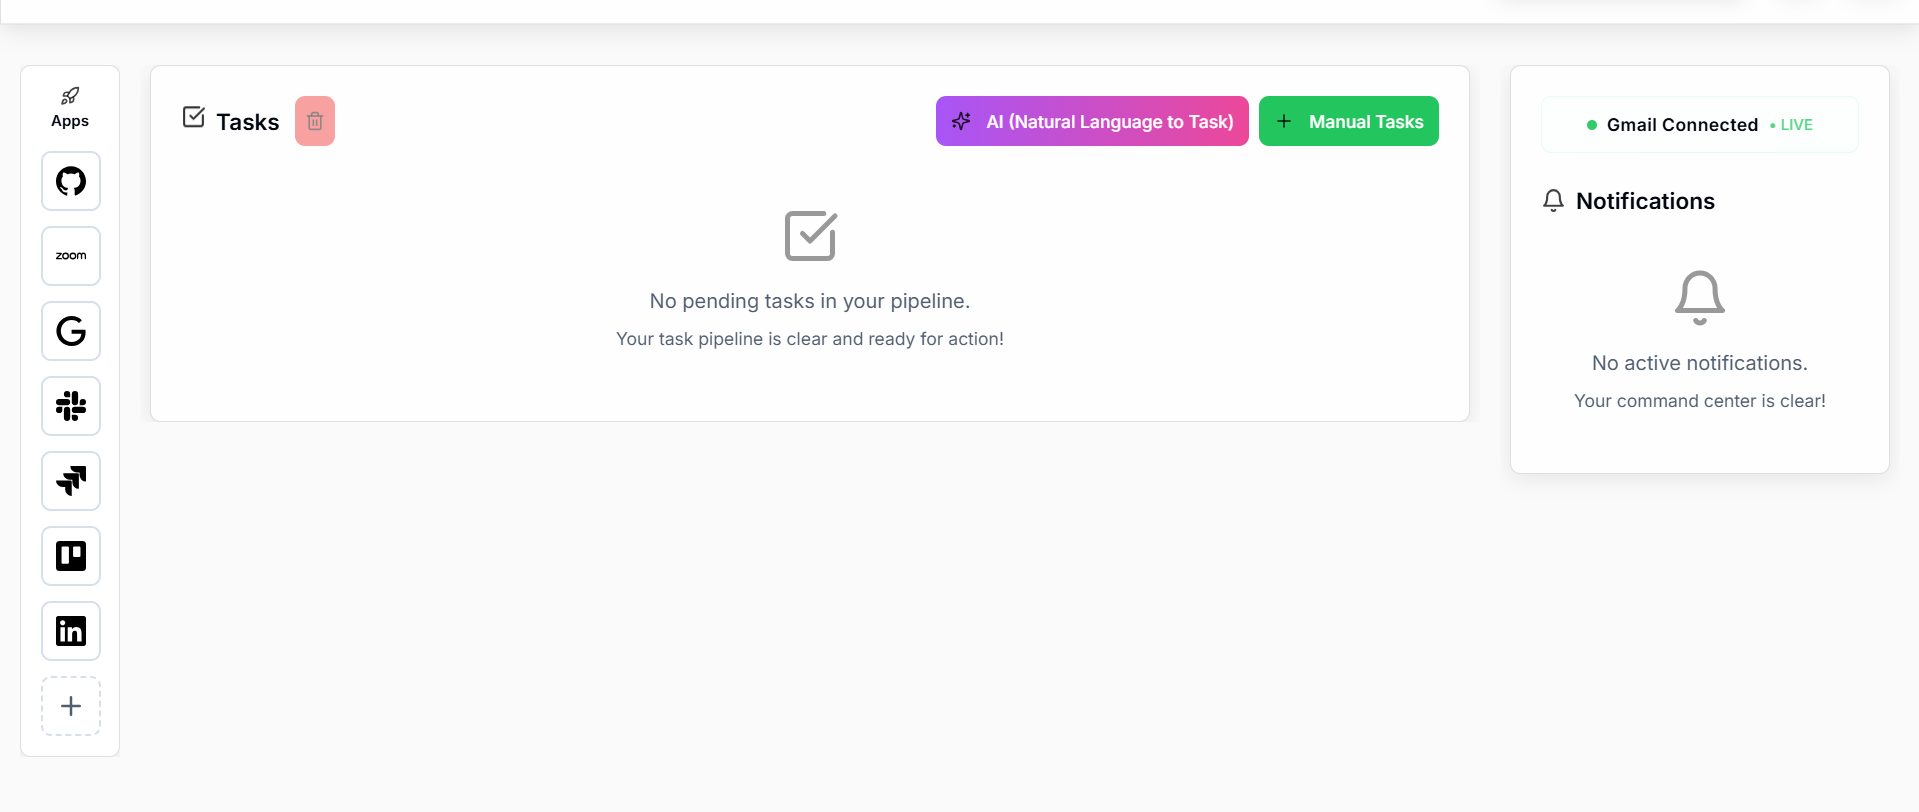 Apps
zoom
Tasks
AI (Natural Language to Task)
Manual Tasks
No pending tasks in your pipeline.
Your task pipeline is clear and ready for action!
Gmail Connected • LIVE
Notifications
No active notifications.
Your command center is clear!
in